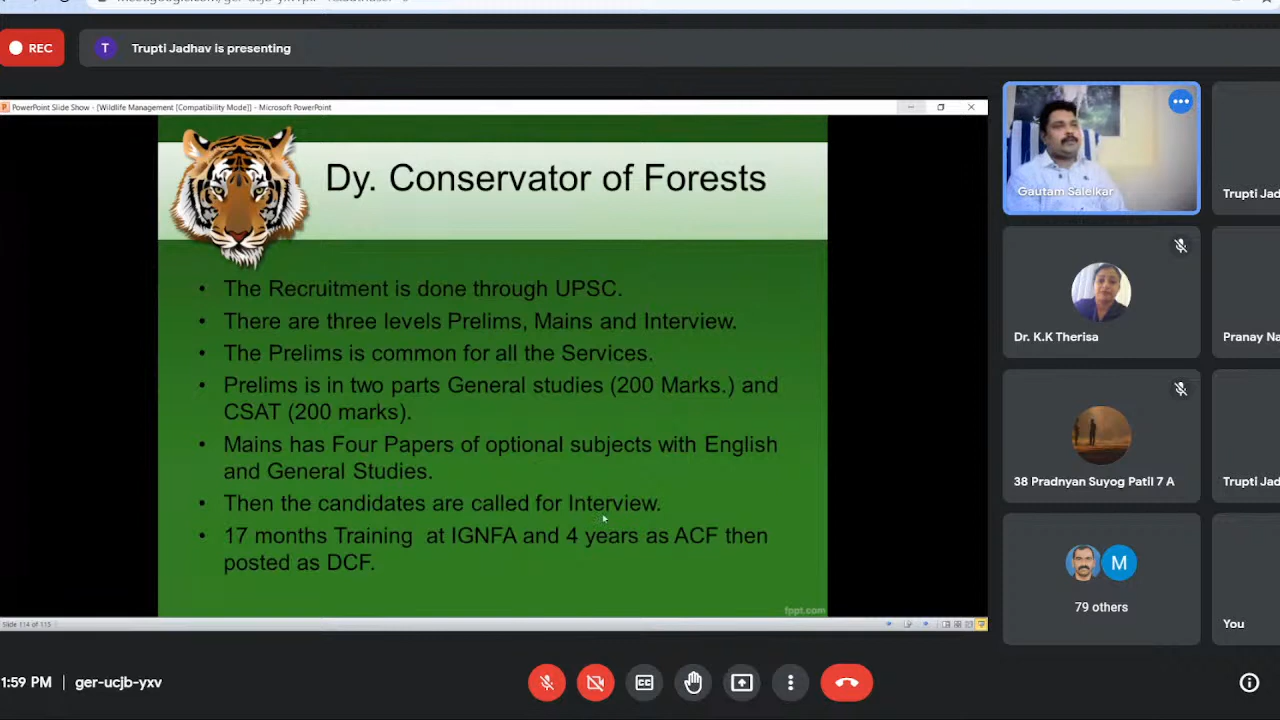 REC
T
Trupti Jadhav is presenting
PowerPoint Slide Show - [Wildlife Management [Compatibility Mode]] - Microsoft PowerPoint
Dy. Conservator of Forests
• The Recruitment is done through UPSC.
• There are three levels Prelims, Mains and Interview.
• The Prelims is common for all the Services.
• Prelims is in two parts General studies (200 Marks.) and
CSAT (200 marks).
• Mains has Four Papers of optional subjects with English
and General Studies.
• Then the candidates are called for Interview.
• 17 months Training at IGNFA and 4 years as ACF then
posted as DCF.
fppt.com
Slide 114 of 115
Gautam Salelkar
Trupti Jad
Dr. K.K Therisa
Pranay Na
38 Pradnyan Suyog Patil 7 A
Trupti Jad
M
79 others
You
1:59 PM | ger-ucjb-yxv